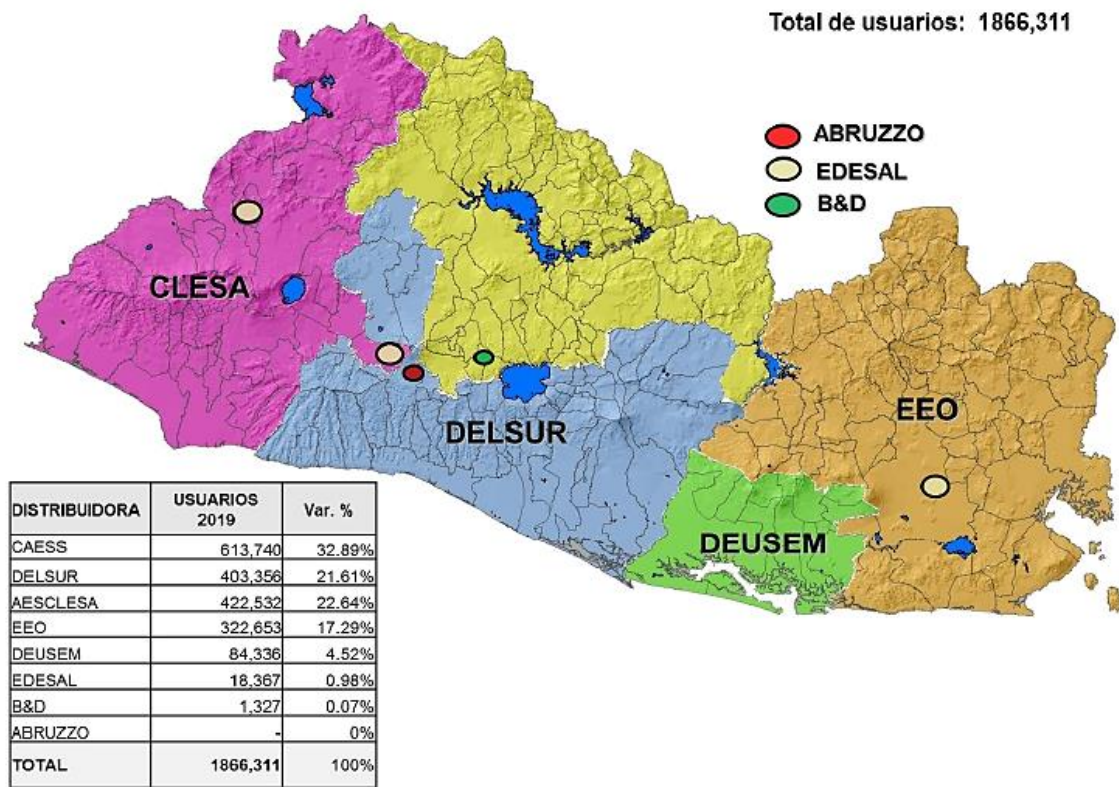 Total de usuarios: 1866,311
ABRUZZO
EDESAL
B&D
CLESA
DELSUR
EEO
DEUSEM
DISTRIBUIDORA USUARIOS 2019 Var. %
CAESS 613,740 32.89%
DELSUR 403,356 21.61%
AESCLESA 422,532 22.64%
EEO 322,653 17.29%
DEUSEM 84,336 4.52%
EDESAL 18,367 0.98%
B&D 1,327 0.07%
ABRUZZO - 0%
TOTAL 1866,311 100%